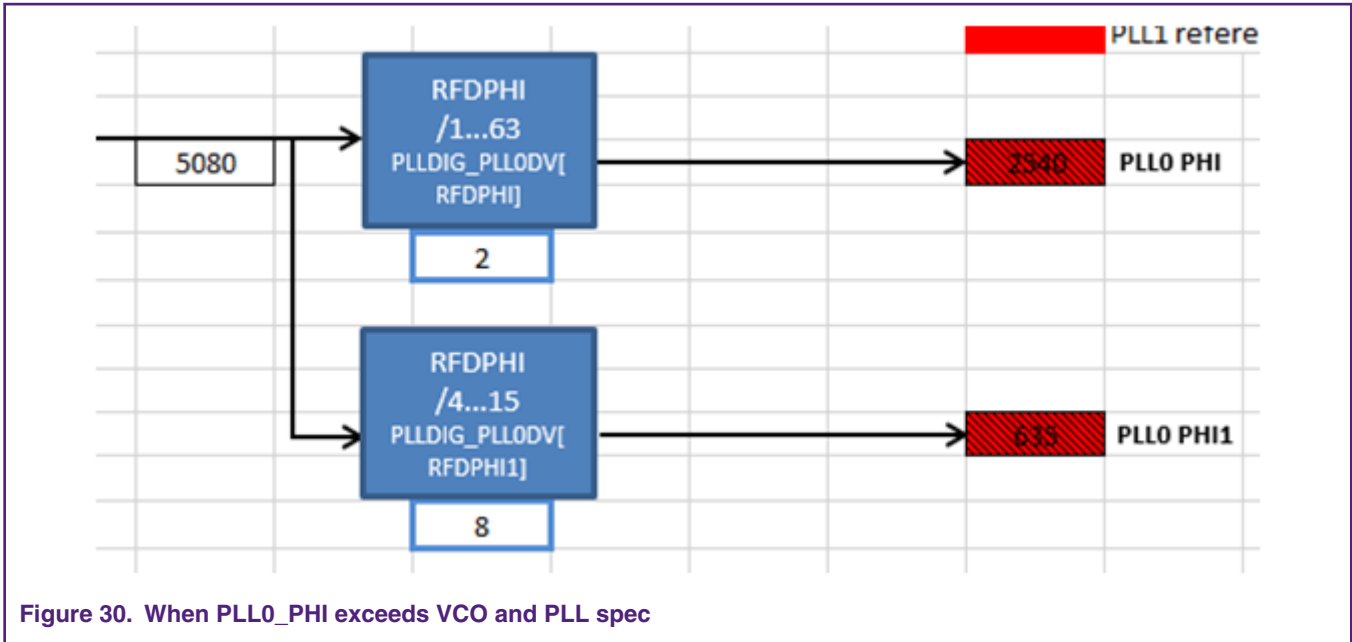 PLL1 refere
RFDPHI
/1...63
PLLDIG_PLL0DV[
RFDPHI]
5080
2540
PLL0 PHI
2
RFDPHI
/4...15
PLLDIG_PLL0DV[
RFDPHI1]
635
PLL0 PHI1
8
Figure 30. When PLL0_PHI exceeds VCO and PLL spec